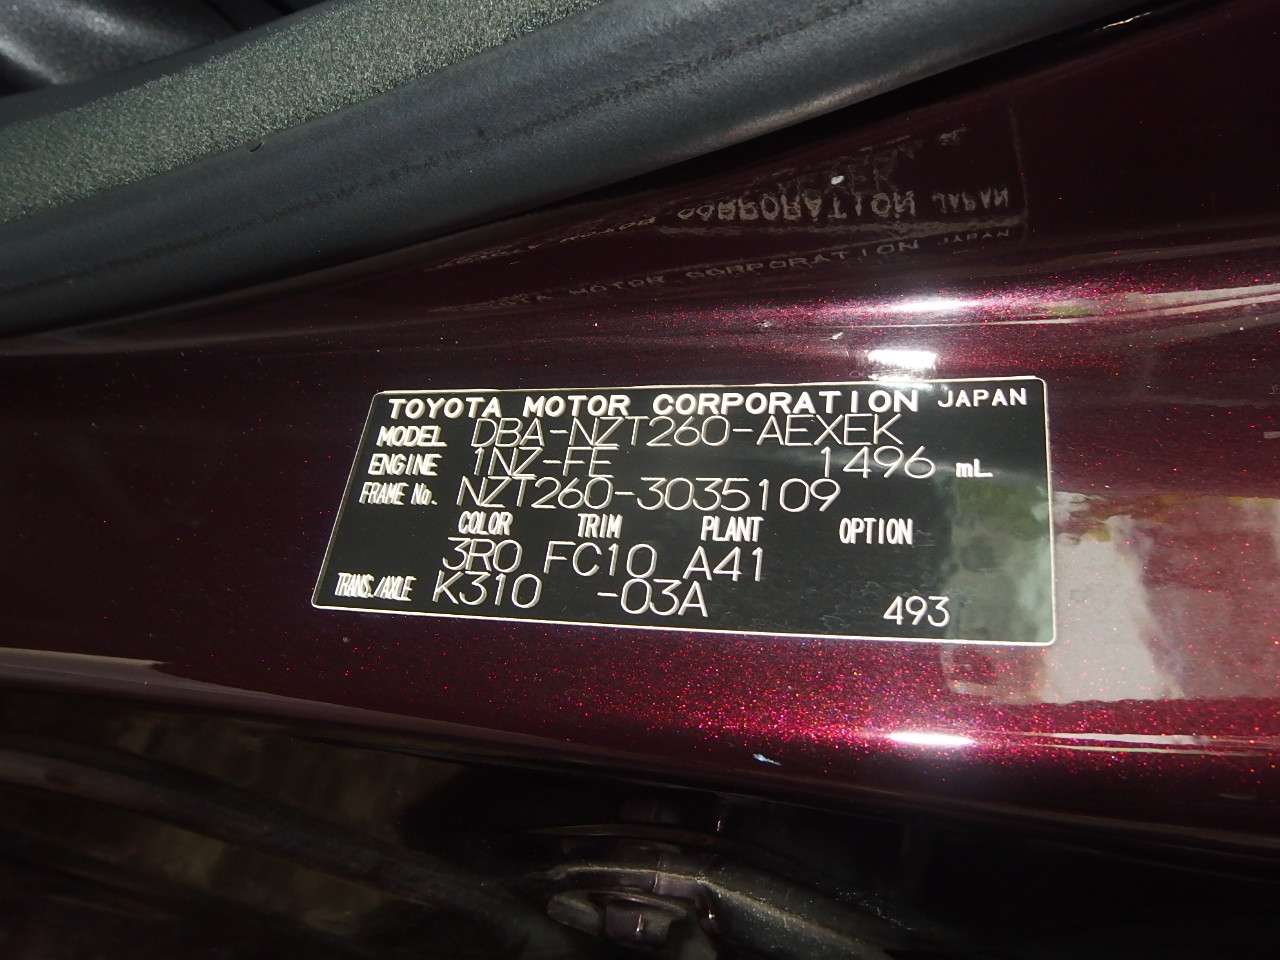 TOYOTA MOTOR CORPORATION JAPAN
MODEL DBA-NZT260-AEXEK
ENGINE 1NZ-FE 1496 mL
FRAME No. NZT260-3035109
COLOR TRIM PLANT OPTION
3R0 FC10 A41
TRANS./AXLE K310 -03A 493